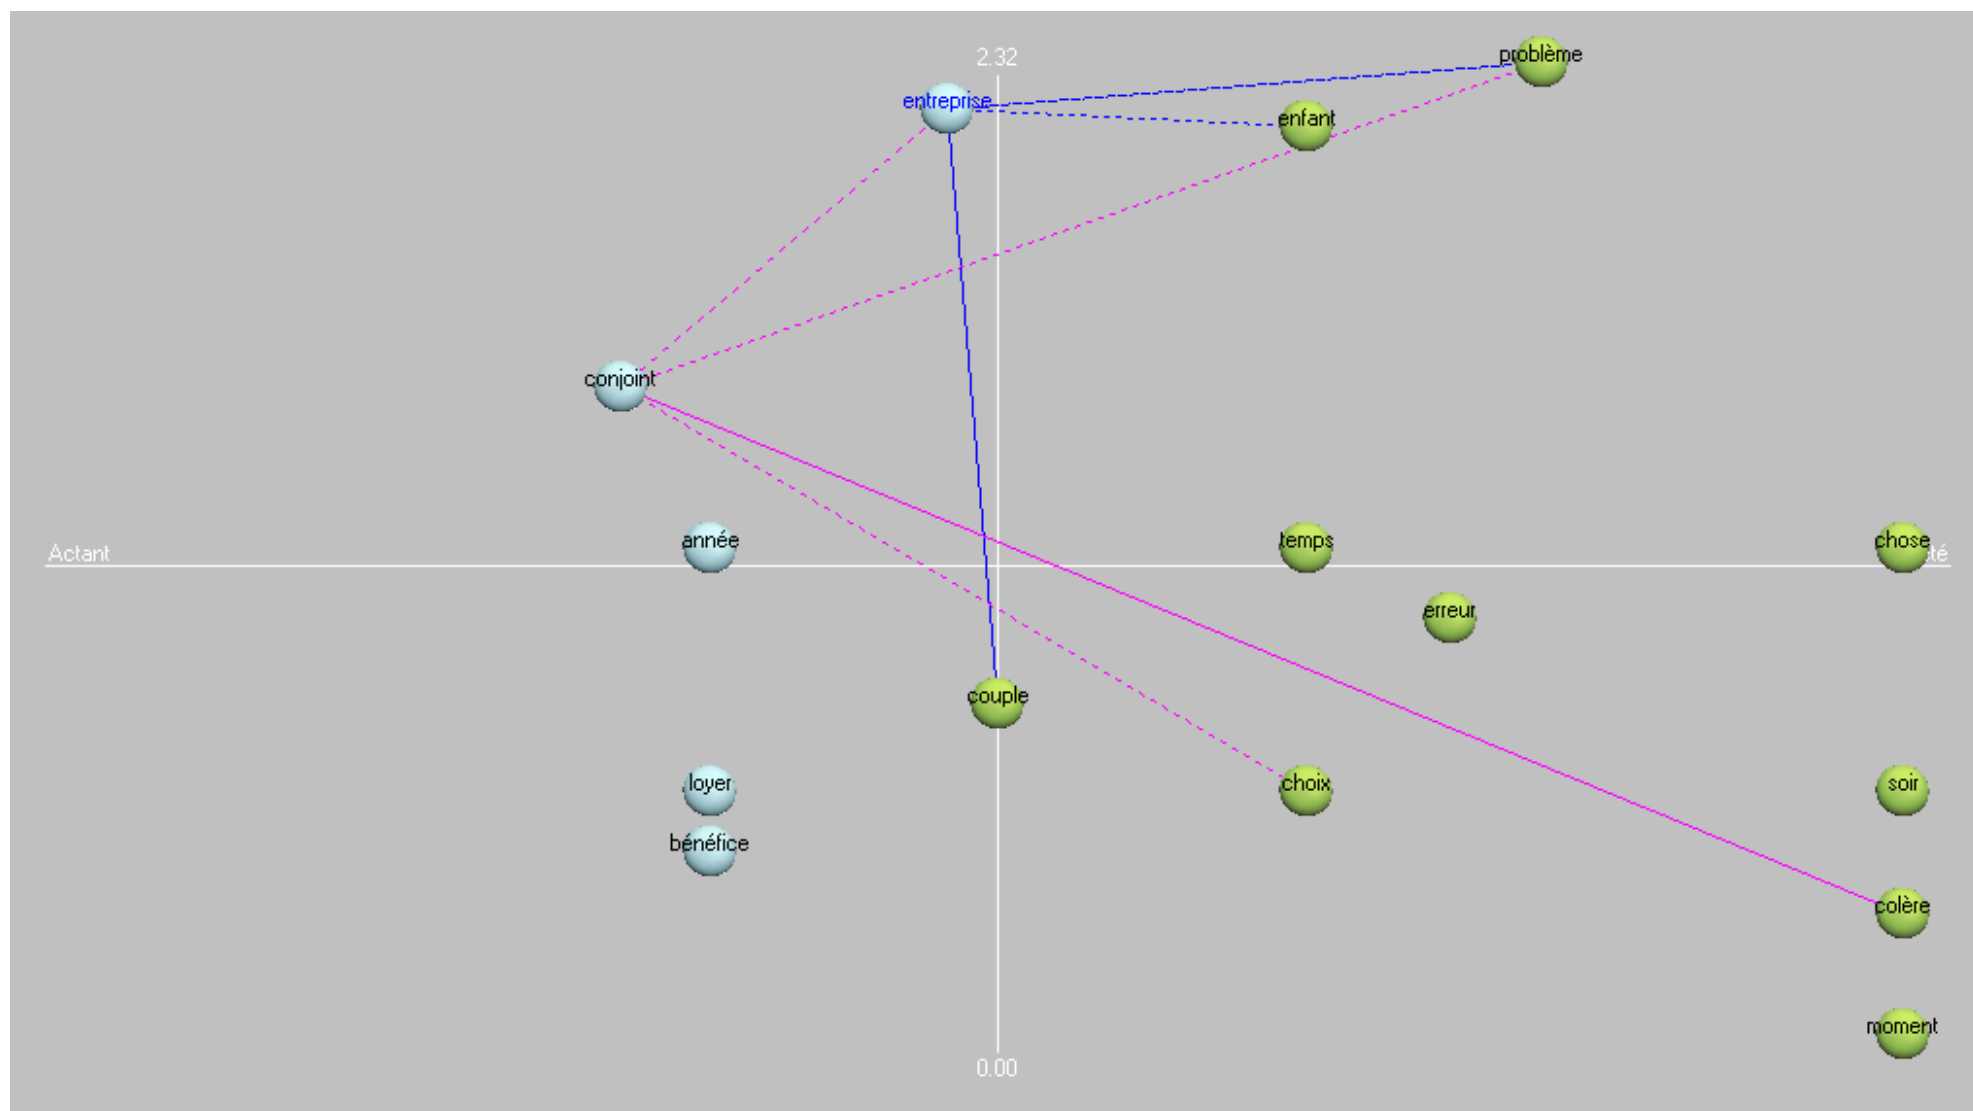 problème
2.32
entreprise
enfant
conjoint
année
temps
chose
Actant
té
erreur
couple
loyer
choix
soir
bénéfice
colère
moment
0.00